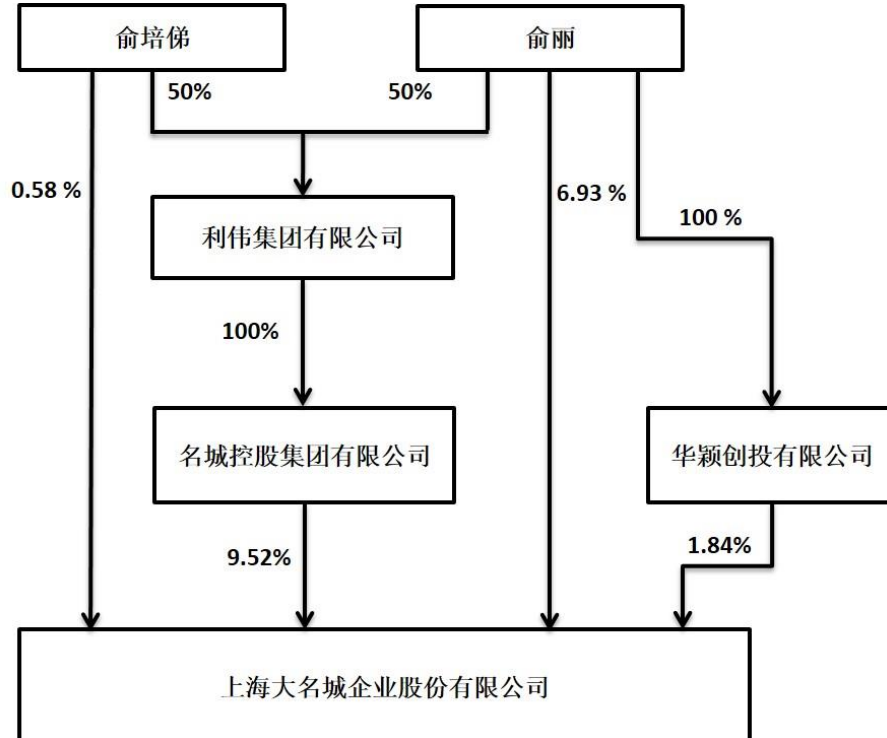 俞培俤
俞丽
50%
50%
0.58 %
6.93 %
100 %
利伟集团有限公司
100%
名城控股集团有限公司
华颖创投有限公司
9.52%
1.84%
上海大名城企业股份有限公司